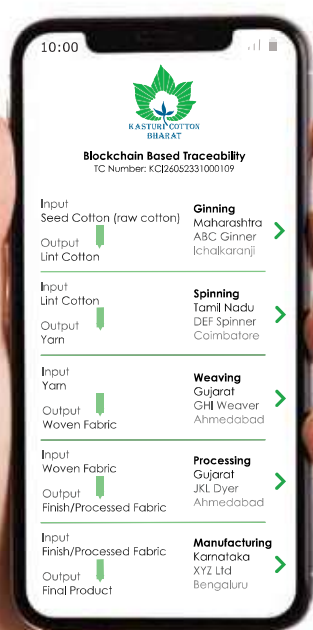 10:00
KASTURI COTTON
BHARAT
Blockchain Based Traceability
TC Number: KC|26052331000109
Input
Seed Cotton (raw cotton)
Output
Lint Cotton
Ginning
Maharashtra
ABC Ginner
Ichalkaranji
Input
Lint Cotton
Output
Yarn
Spinning
Tamil Nadu
DEF Spinner
Coimbatore
Input
Yarn
Output
Woven Fabric
Weaving
Gujarat
GHI Weaver
Ahmedabad
Input
Woven Fabric
Output
Finish/Processed Fabric
Processing
Gujarat
JKL Dyer
Ahmedabad
Input
Finish/Processed Fabric
Output
Final Product
Manufacturing
Karnataka
XYZ Ltd
Bengaluru